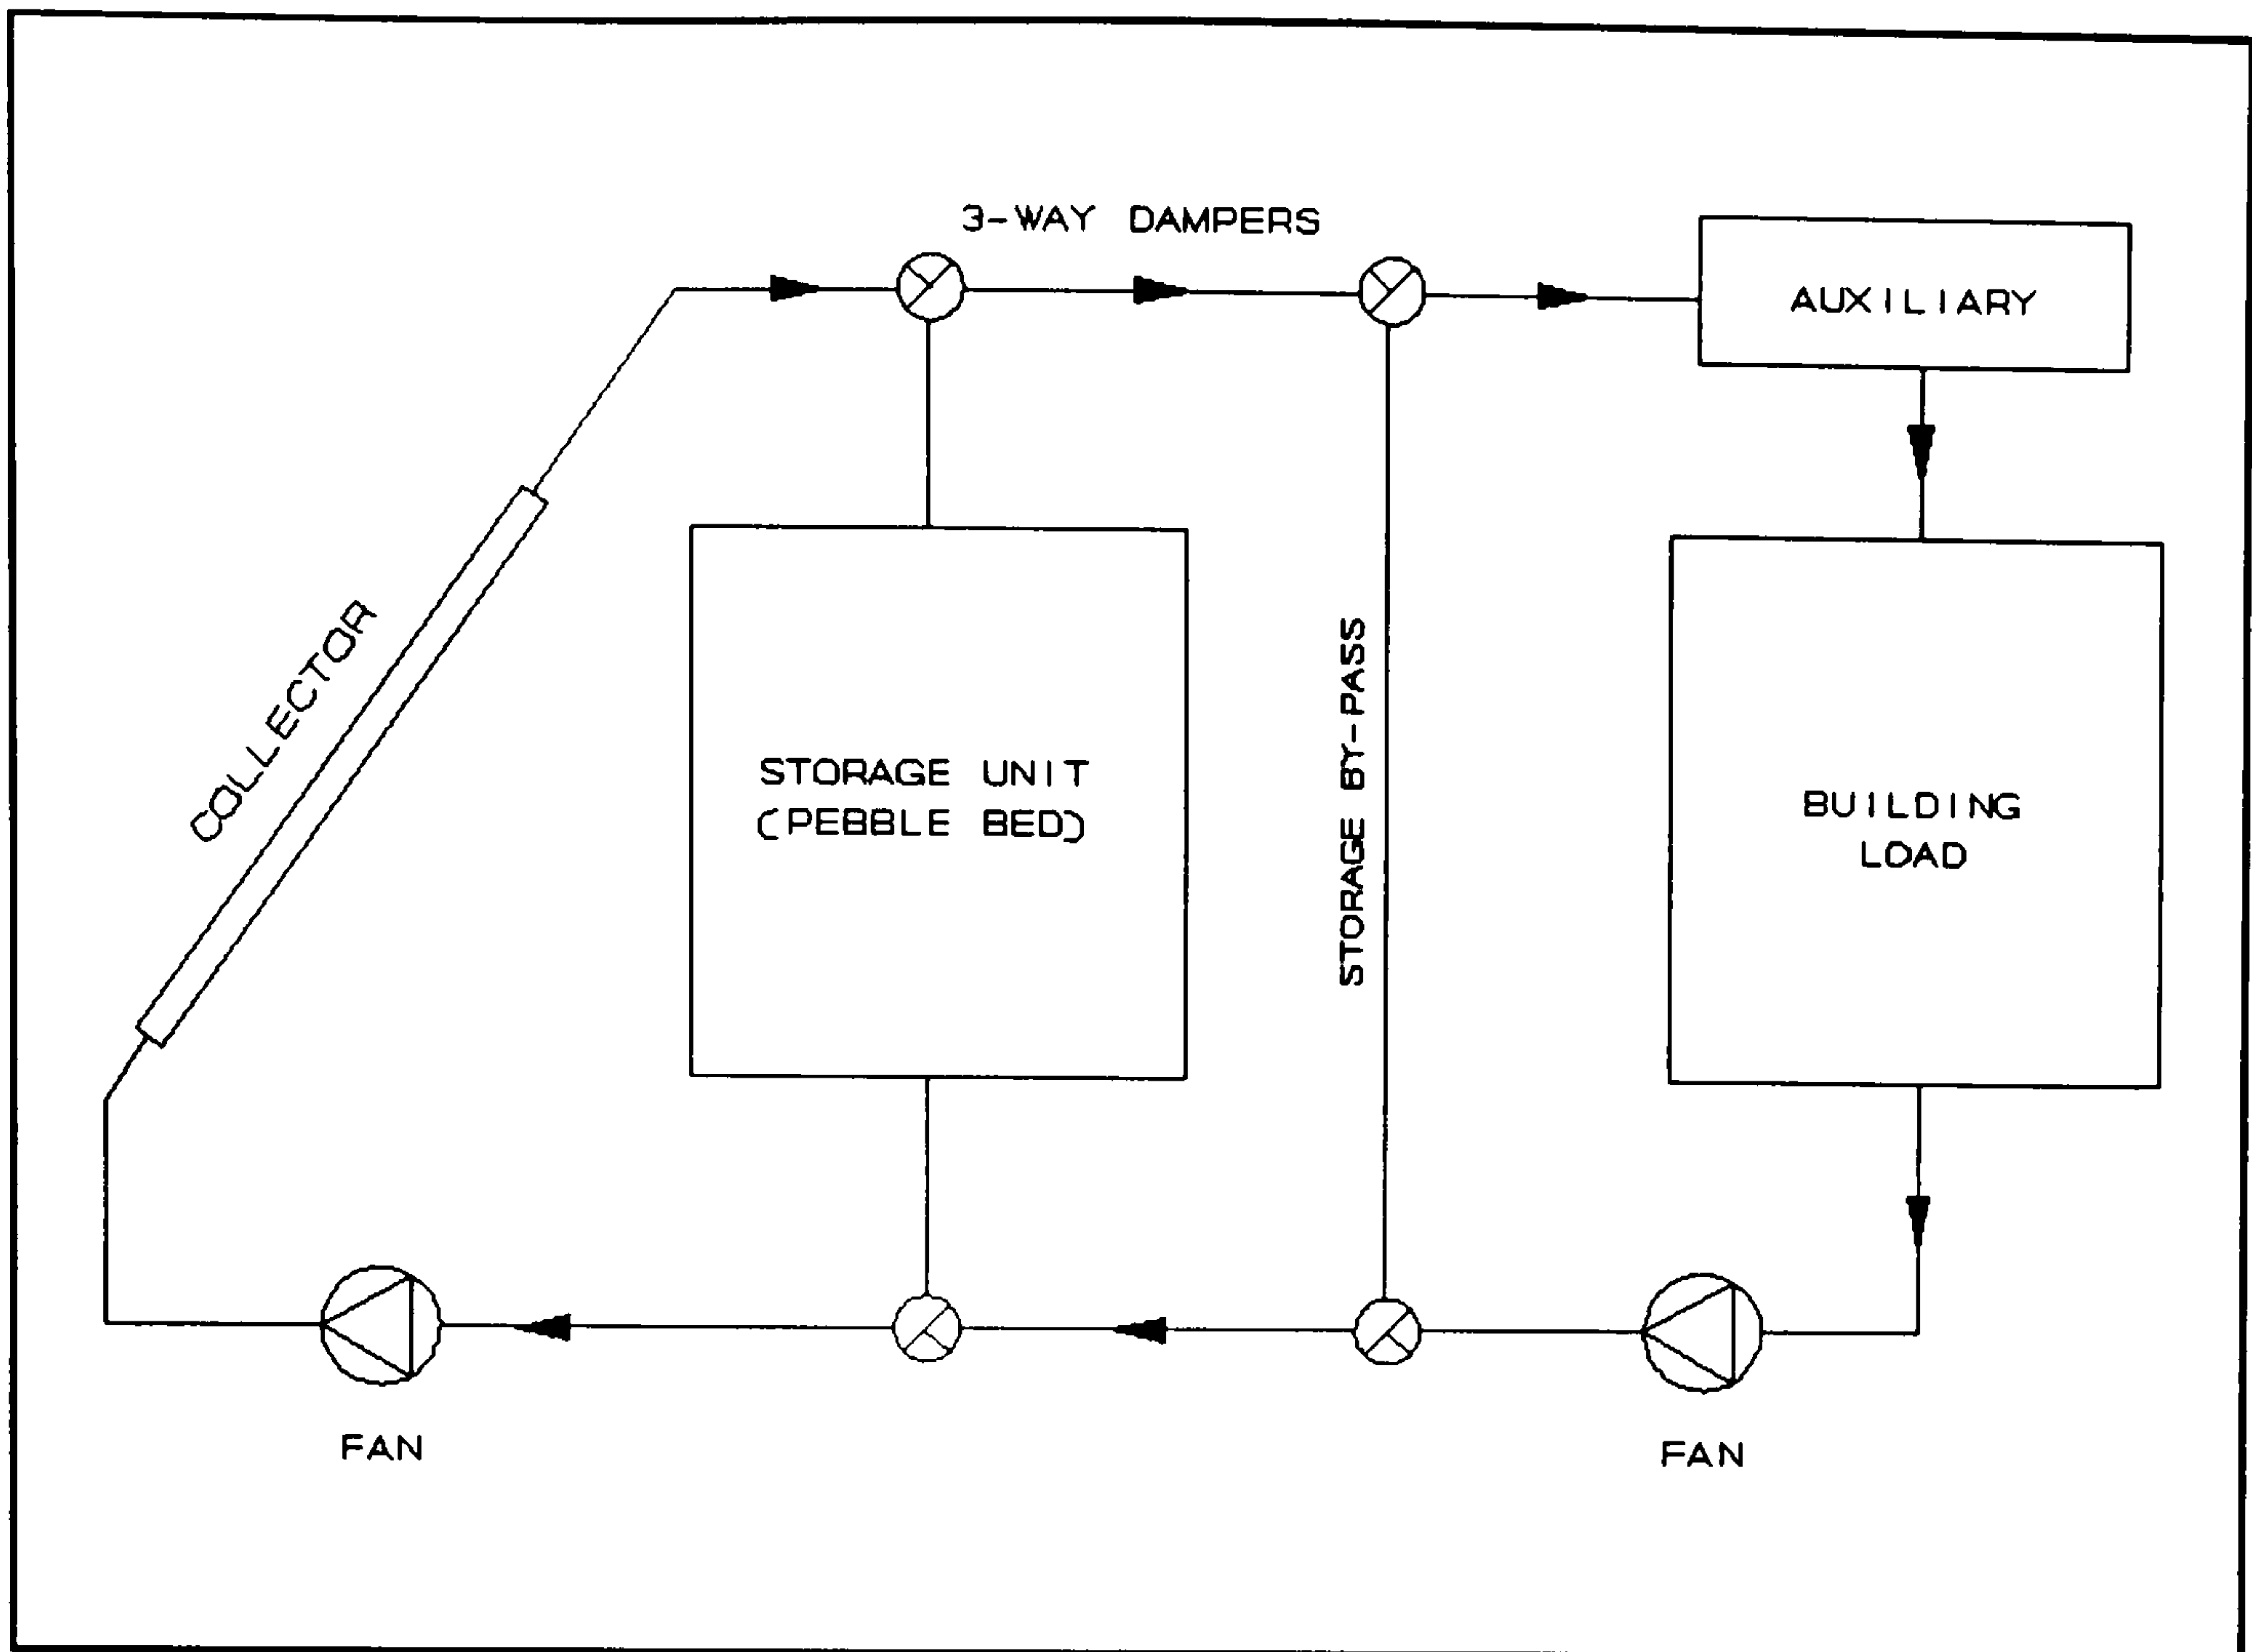 3-WAY DAMPERS
AUXILIARY
COLLECTOR
STORAGE UNIT
(PEBBLE BED)
STORAGE BY-PASS
BUILDING
LOAD
FAN
FAN